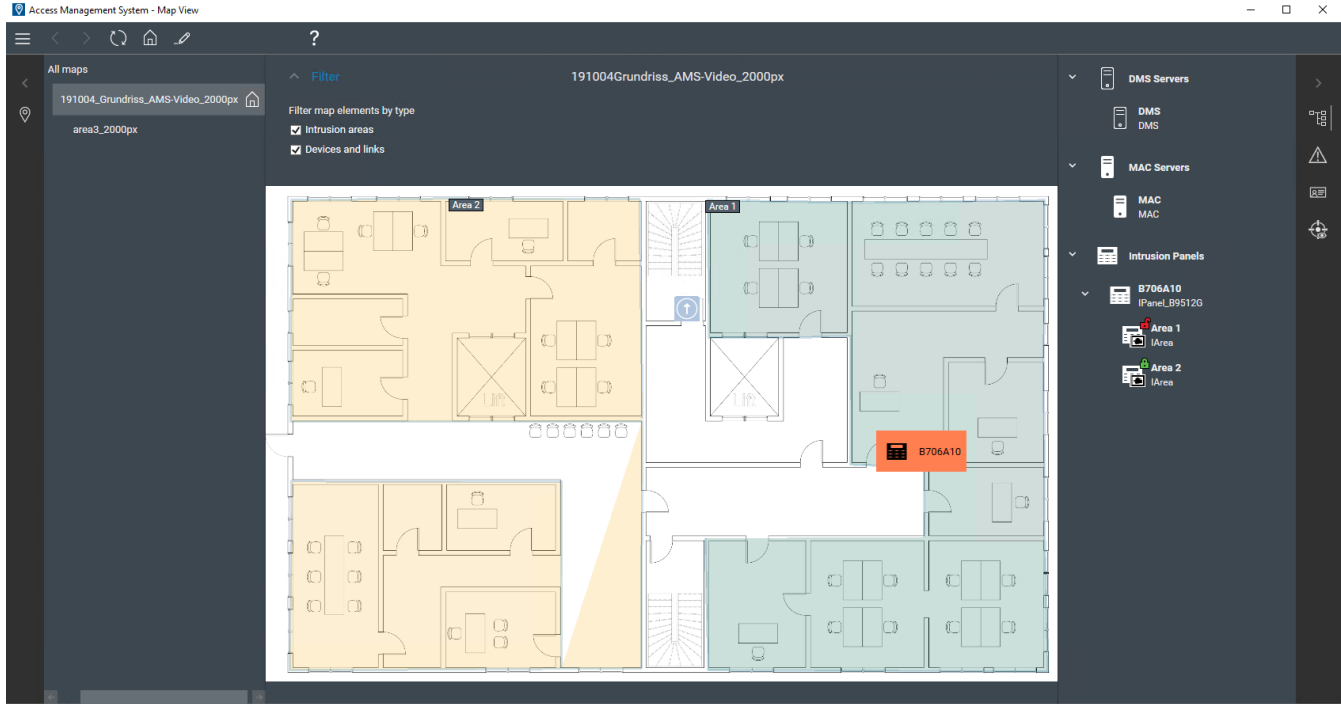 Access Management System - Map View
?
All maps
191004_Grundriss_AMS-Video_2000px
area3_2000px
Filter
191004Grundriss_AMS-Video_2000px
Filter map elements by type
Intrusion areas
Devices and links
Area 2
Area 1
Lift
Lift
B706A10
DMS Servers
DMS
DMS
MAC Servers
MAC
MAC
Intrusion Panels
B706A10
IPanel_B9512G
Area 1
IArea
Area 2
IArea